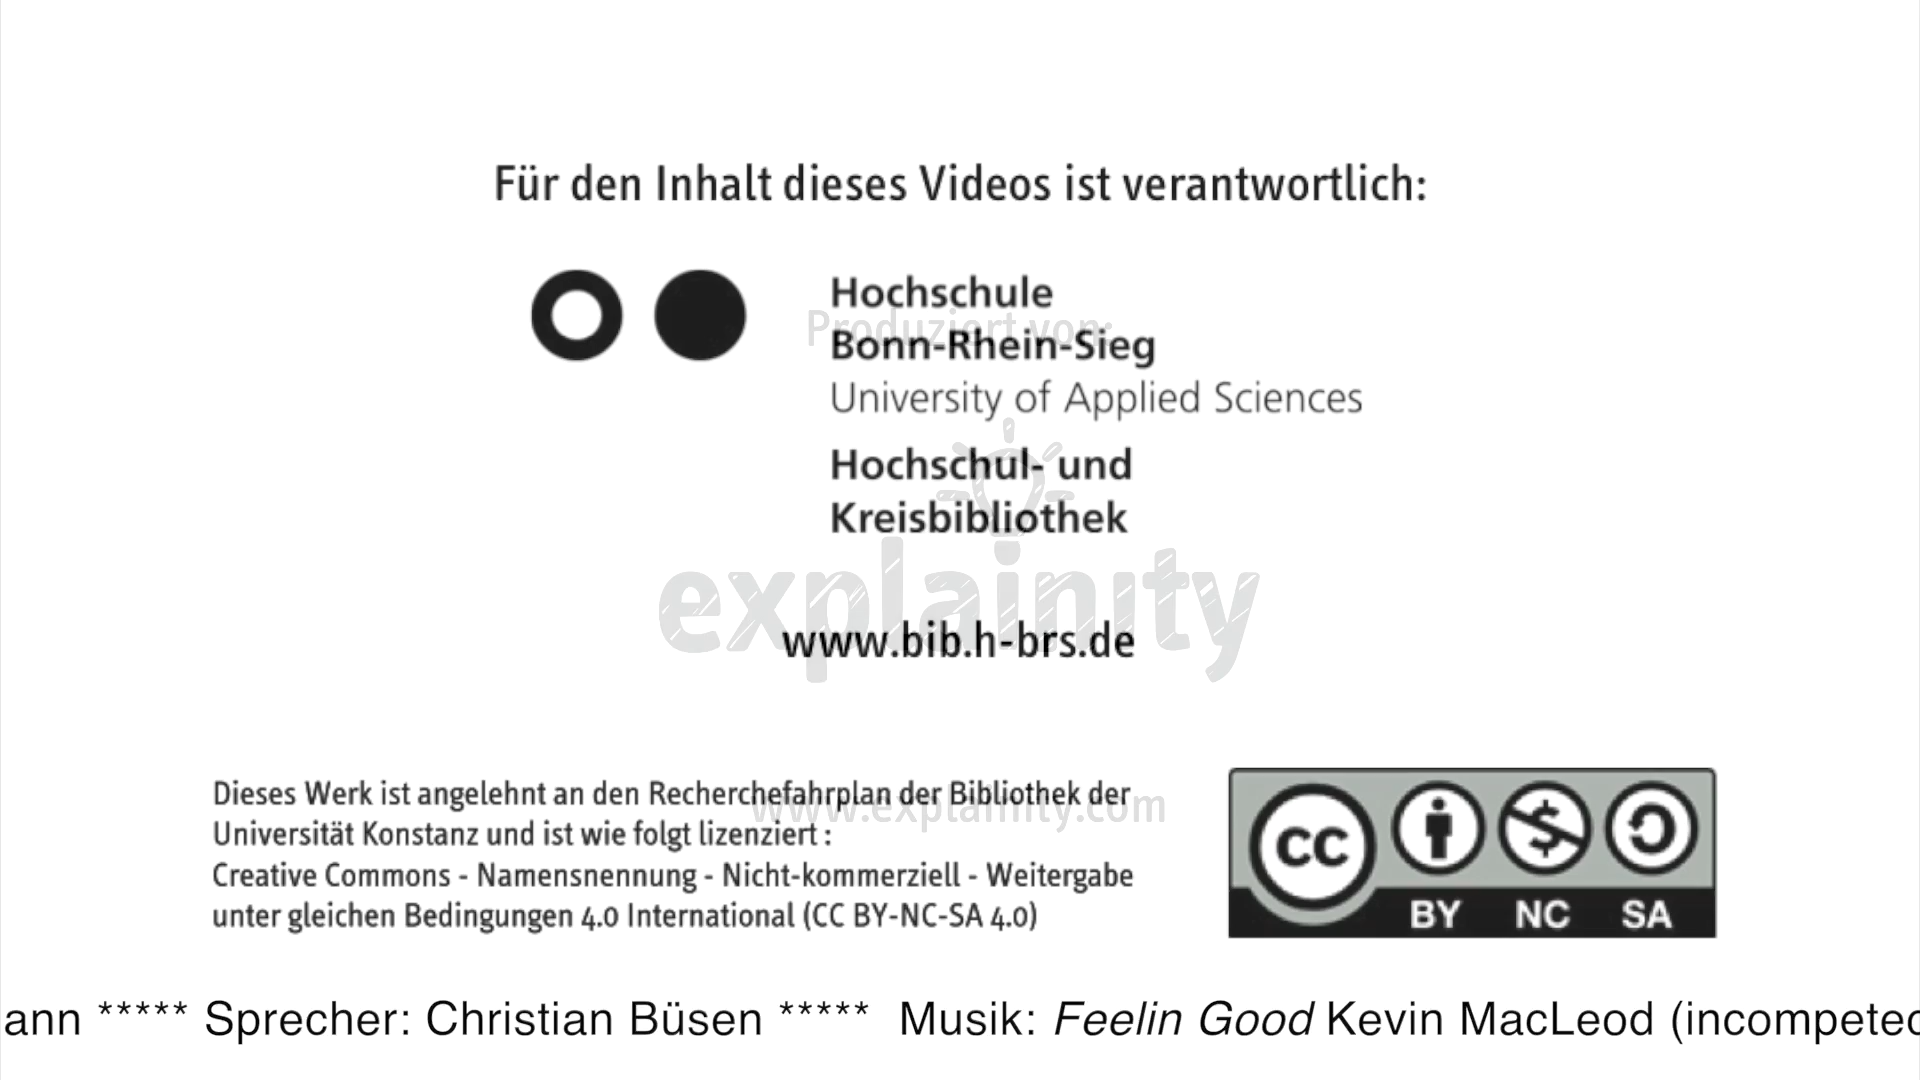 Für den Inhalt dieses Videos ist verantwortlich:
Hochschule
Produziert von:
Bonn-Rhein-Sieg
University of Applied Sciences
Hochschul- und
Kreisbibliothek
explainity
www.bib.h-brs.de
Dieses Werk ist angelehnt an den Recherchefahrplan der Bibliothek der
www.explainity.com
Universität Konstanz und ist wie folgt lizenziert :
Creative Commons - Namensnennung - Nicht-kommerziell - Weitergabe
unter gleichen Bedingungen 4.0 International (CC BY-NC-SA 4.0)
cc
BY NC SA
ann ***** Sprecher: Christian Büsen ***** Musik: Feelin Good Kevin MacLeod (incompetec